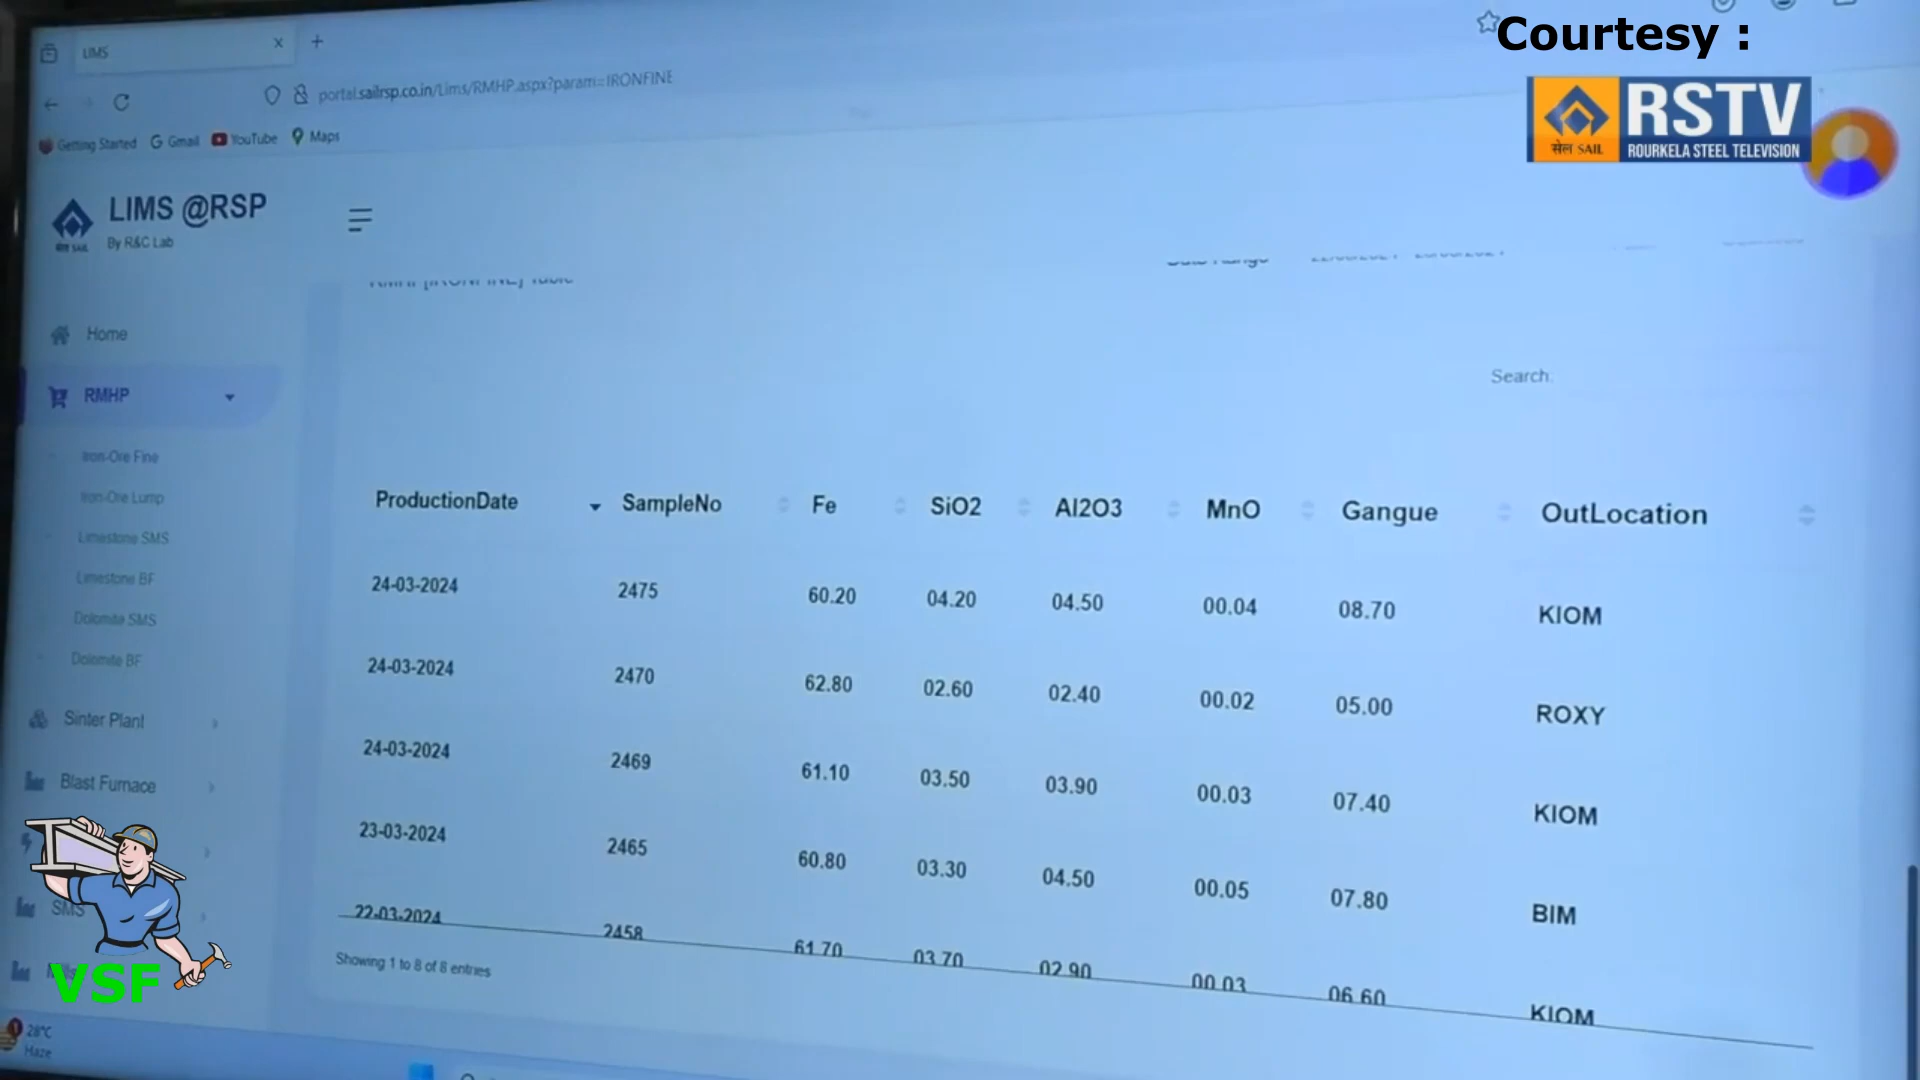 Courtesy :
LIMS
portal.sailrsp.co.in/Lims/RMHP.aspx?param=IRONFINE
Getting Started Gmail YouTube Maps
RSTV
सेल SAIL ROURKELA STEEL TELEVISION
LIMS @RSP
By R&C Lab
Home
RMHP
Iron-Ore Fine
Iron-Ore Lump
Limestone SMS
Limestone BF
Dolomite SMS
Dolomite BF
Sinter Plant
Blast Furnace
SMS
VSF
28°C
Haze
Search:
ProductionDate SampleNo Fe SiO2 Al2O3 MnO Gangue OutLocation
24-03-2024 2475 60.20 04.20 04.50 00.04 08.70 KIOM
24-03-2024 2470 62.80 02.60 02.40 00.02 05.00 ROXY
24-03-2024 2469 61.10 03.50 03.90 00.03 07.40 KIOM
23-03-2024 2465 60.80 03.30 04.50 00.05 07.80 BIM
22-03-2024 2458 61.70 03.70 02.90 00.03 06.60 KIOM
Showing 1 to 8 of 8 entries